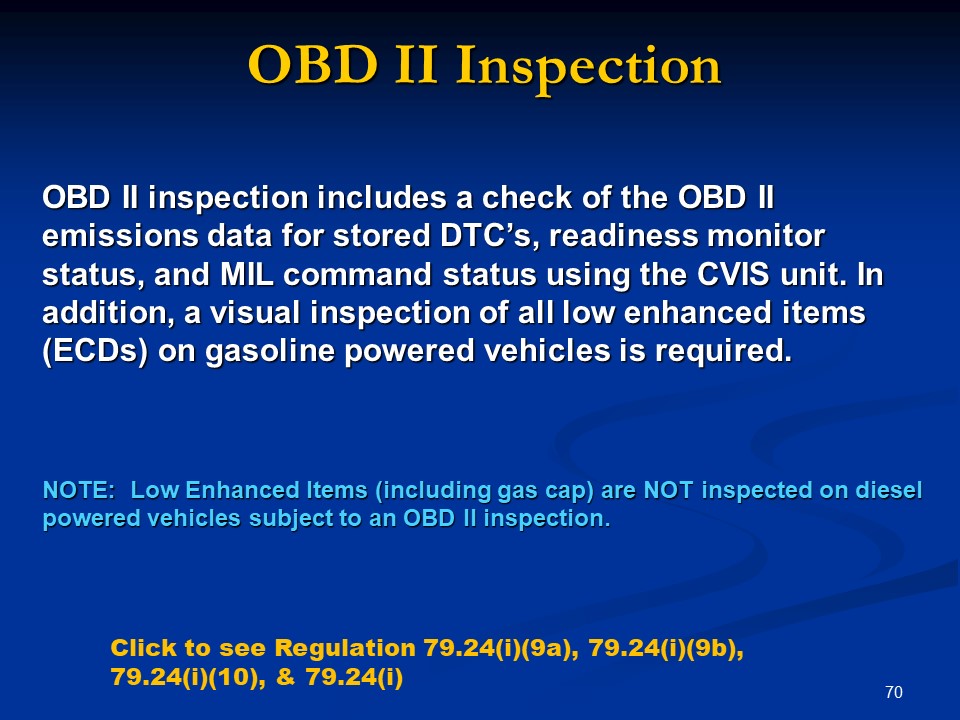 OBD II Inspection
OBD II inspection includes a check of the OBD II
emissions data for stored DTC’s, readiness monitor
status, and MIL command status using the CVIS unit. In
addition, a visual inspection of all low enhanced items
(ECDs) on gasoline powered vehicles is required.
NOTE:  Low Enhanced Items (including gas cap) are NOT inspected on diesel
powered vehicles subject to an OBD II inspection.
Click to see Regulation 79.24(i)(9a), 79.24(i)(9b),
79.24(i)(10), & 79.24(i)
70